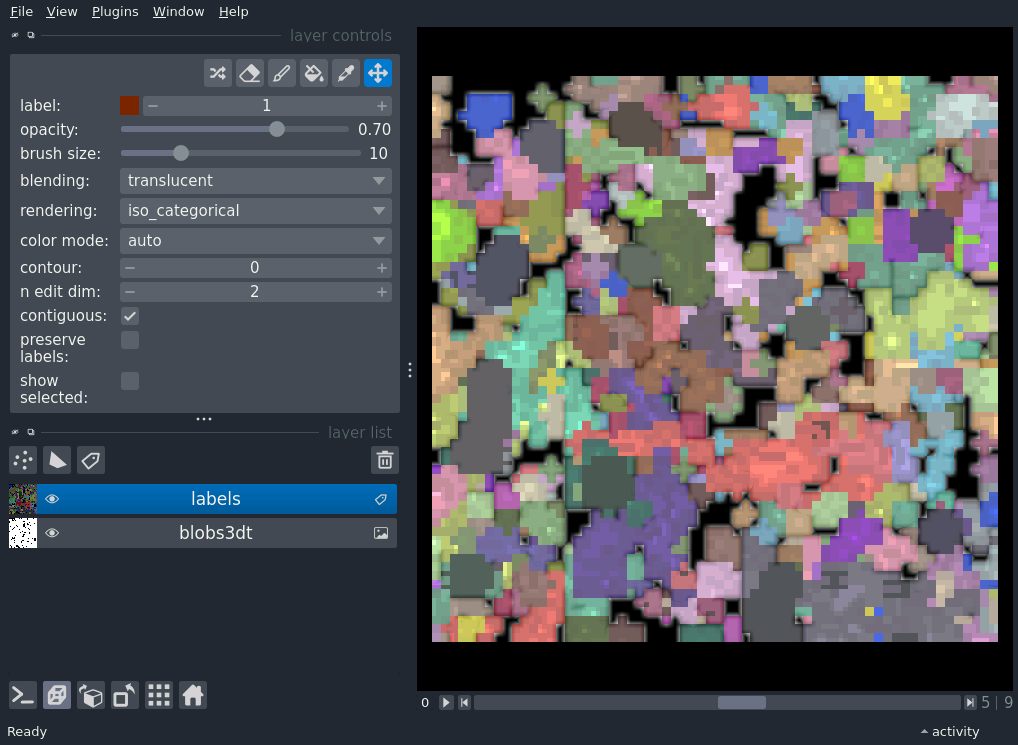 File View Plugins Window Help
layer controls
label: 1
opacity: 0.70
brush size: 10
blending: translucent
rendering: iso_categorical
color mode: auto
contour: 0
n edit dim: 2
contiguous:
preserve
labels:
show
selected:
layer list
labels
blobs3dt
0 5 | 9
Ready activity